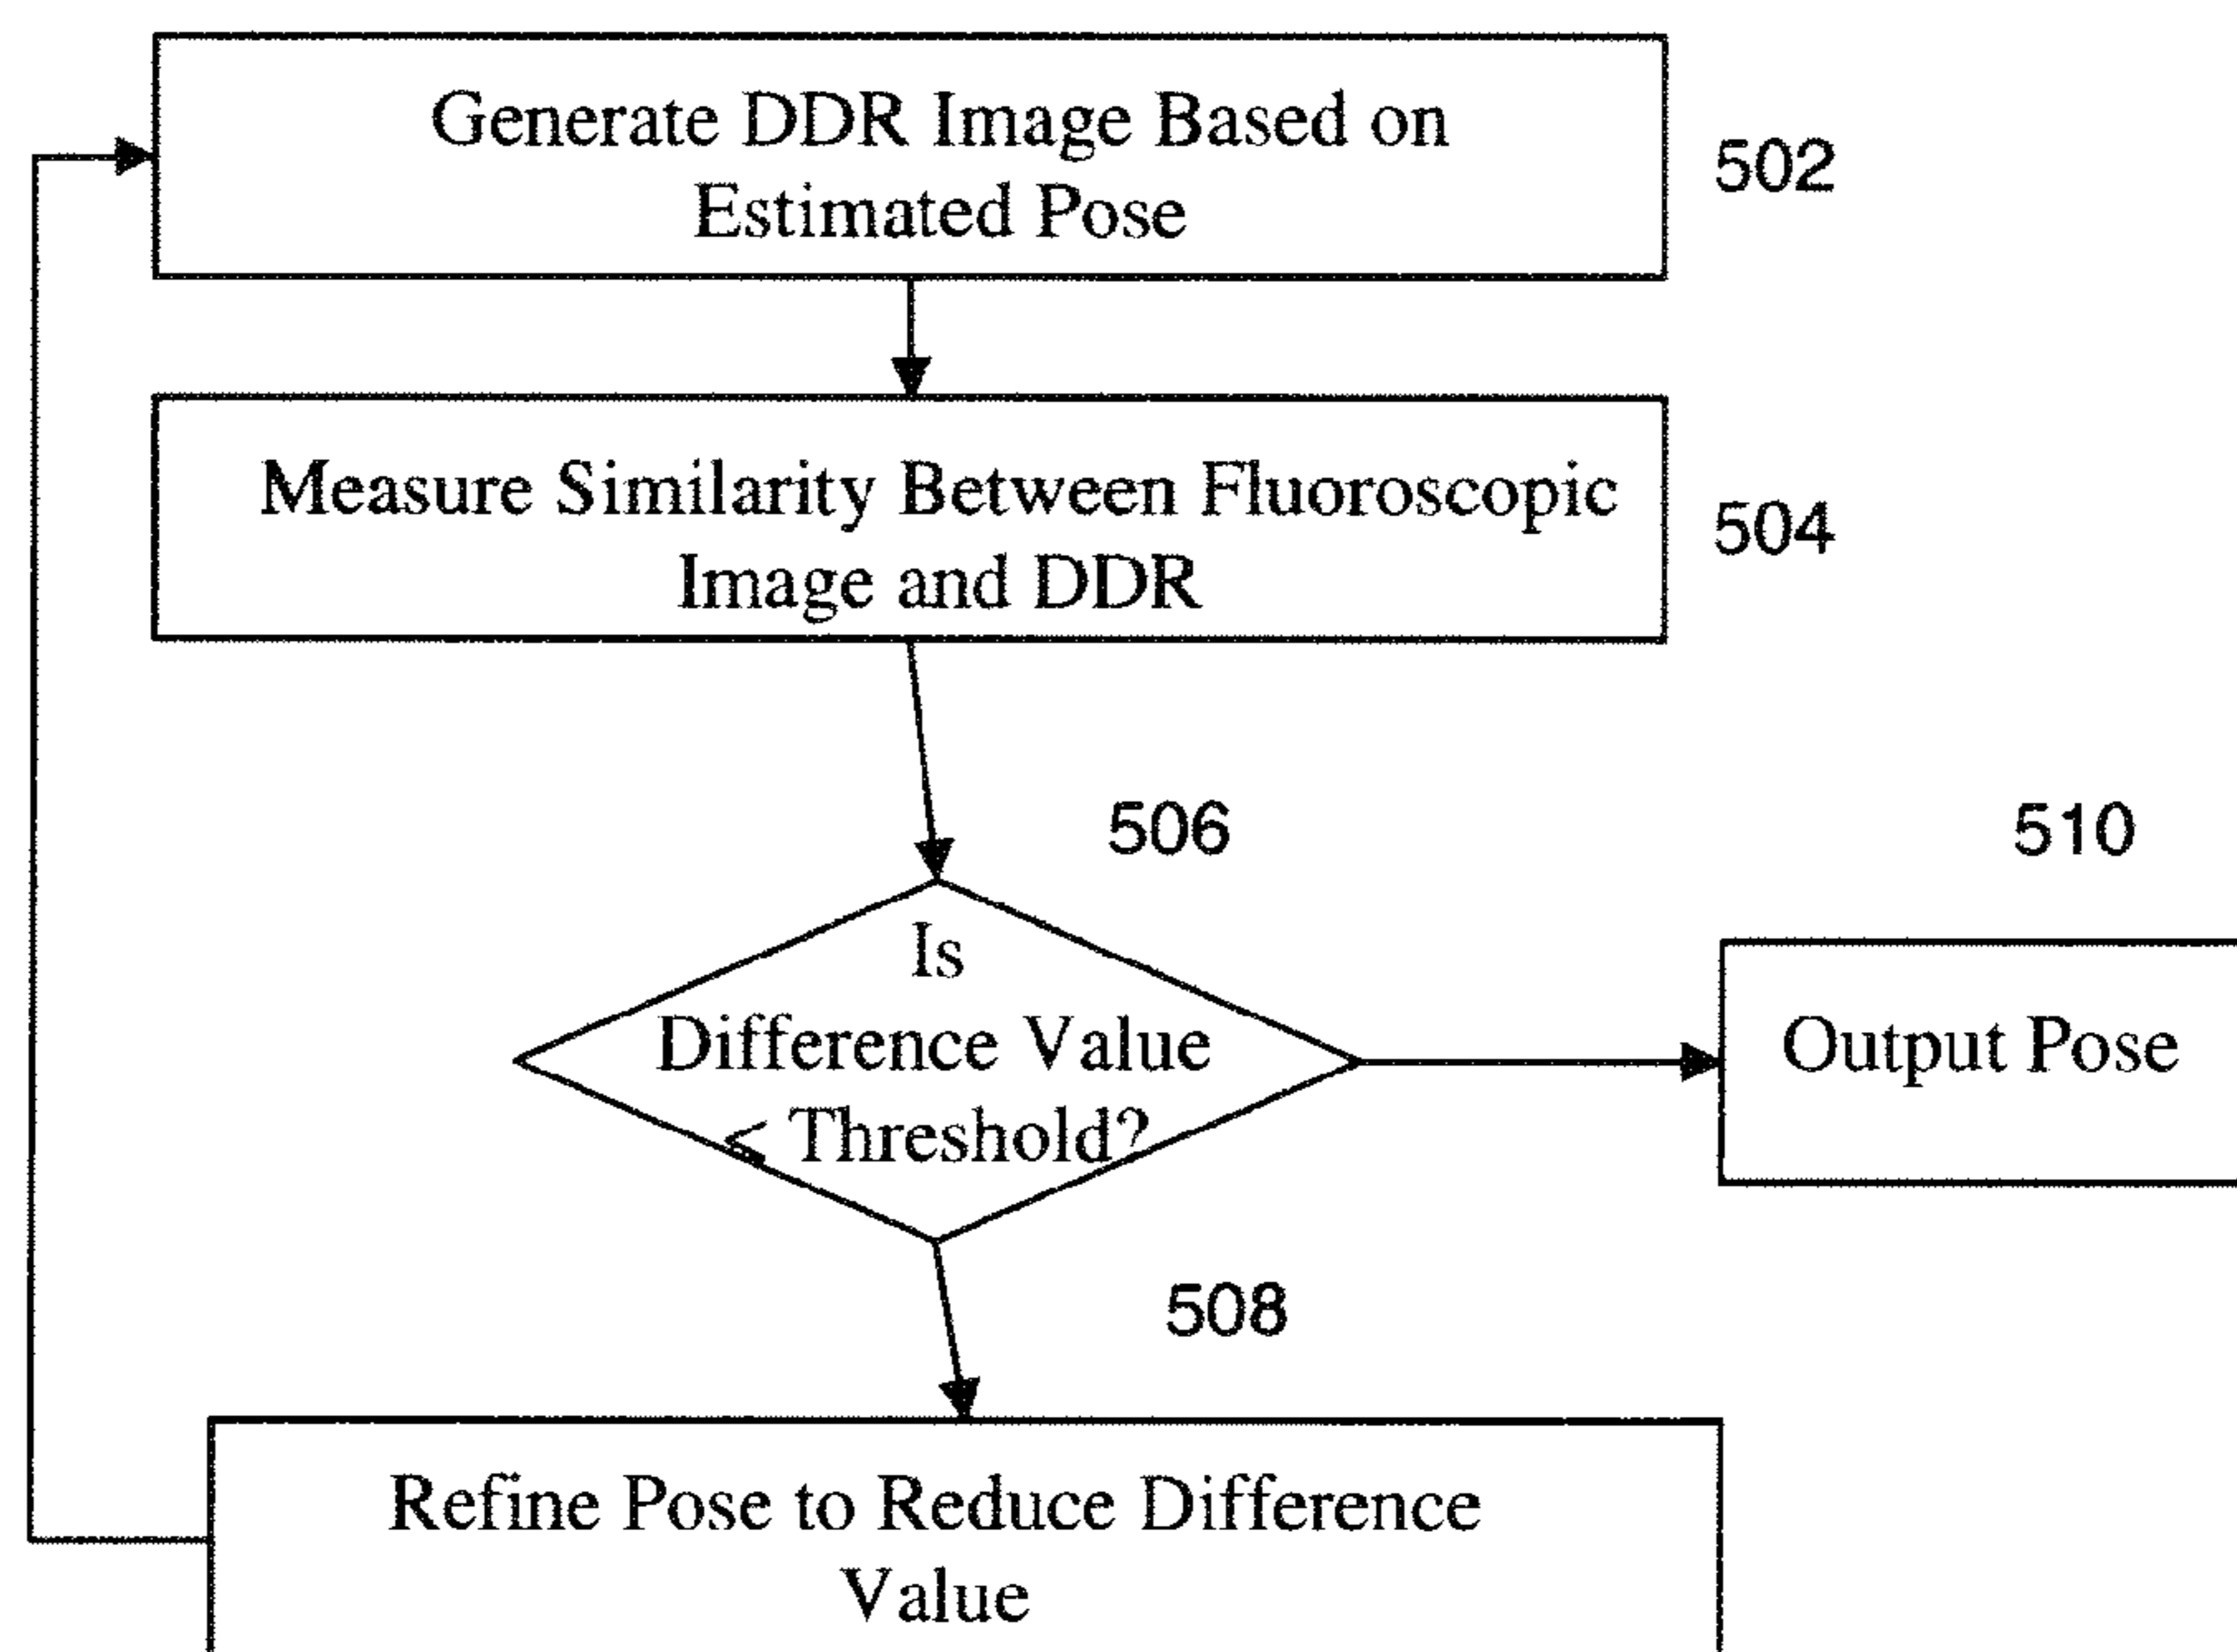 Generate DDR Image Based on
Estimated Pose
502
Measure Similarity Between Fluoroscopic
Image and DDR
504
506
510
Is
Difference Value
< Threshold?
Output Pose
508
Refine Pose to Reduce Difference
Value